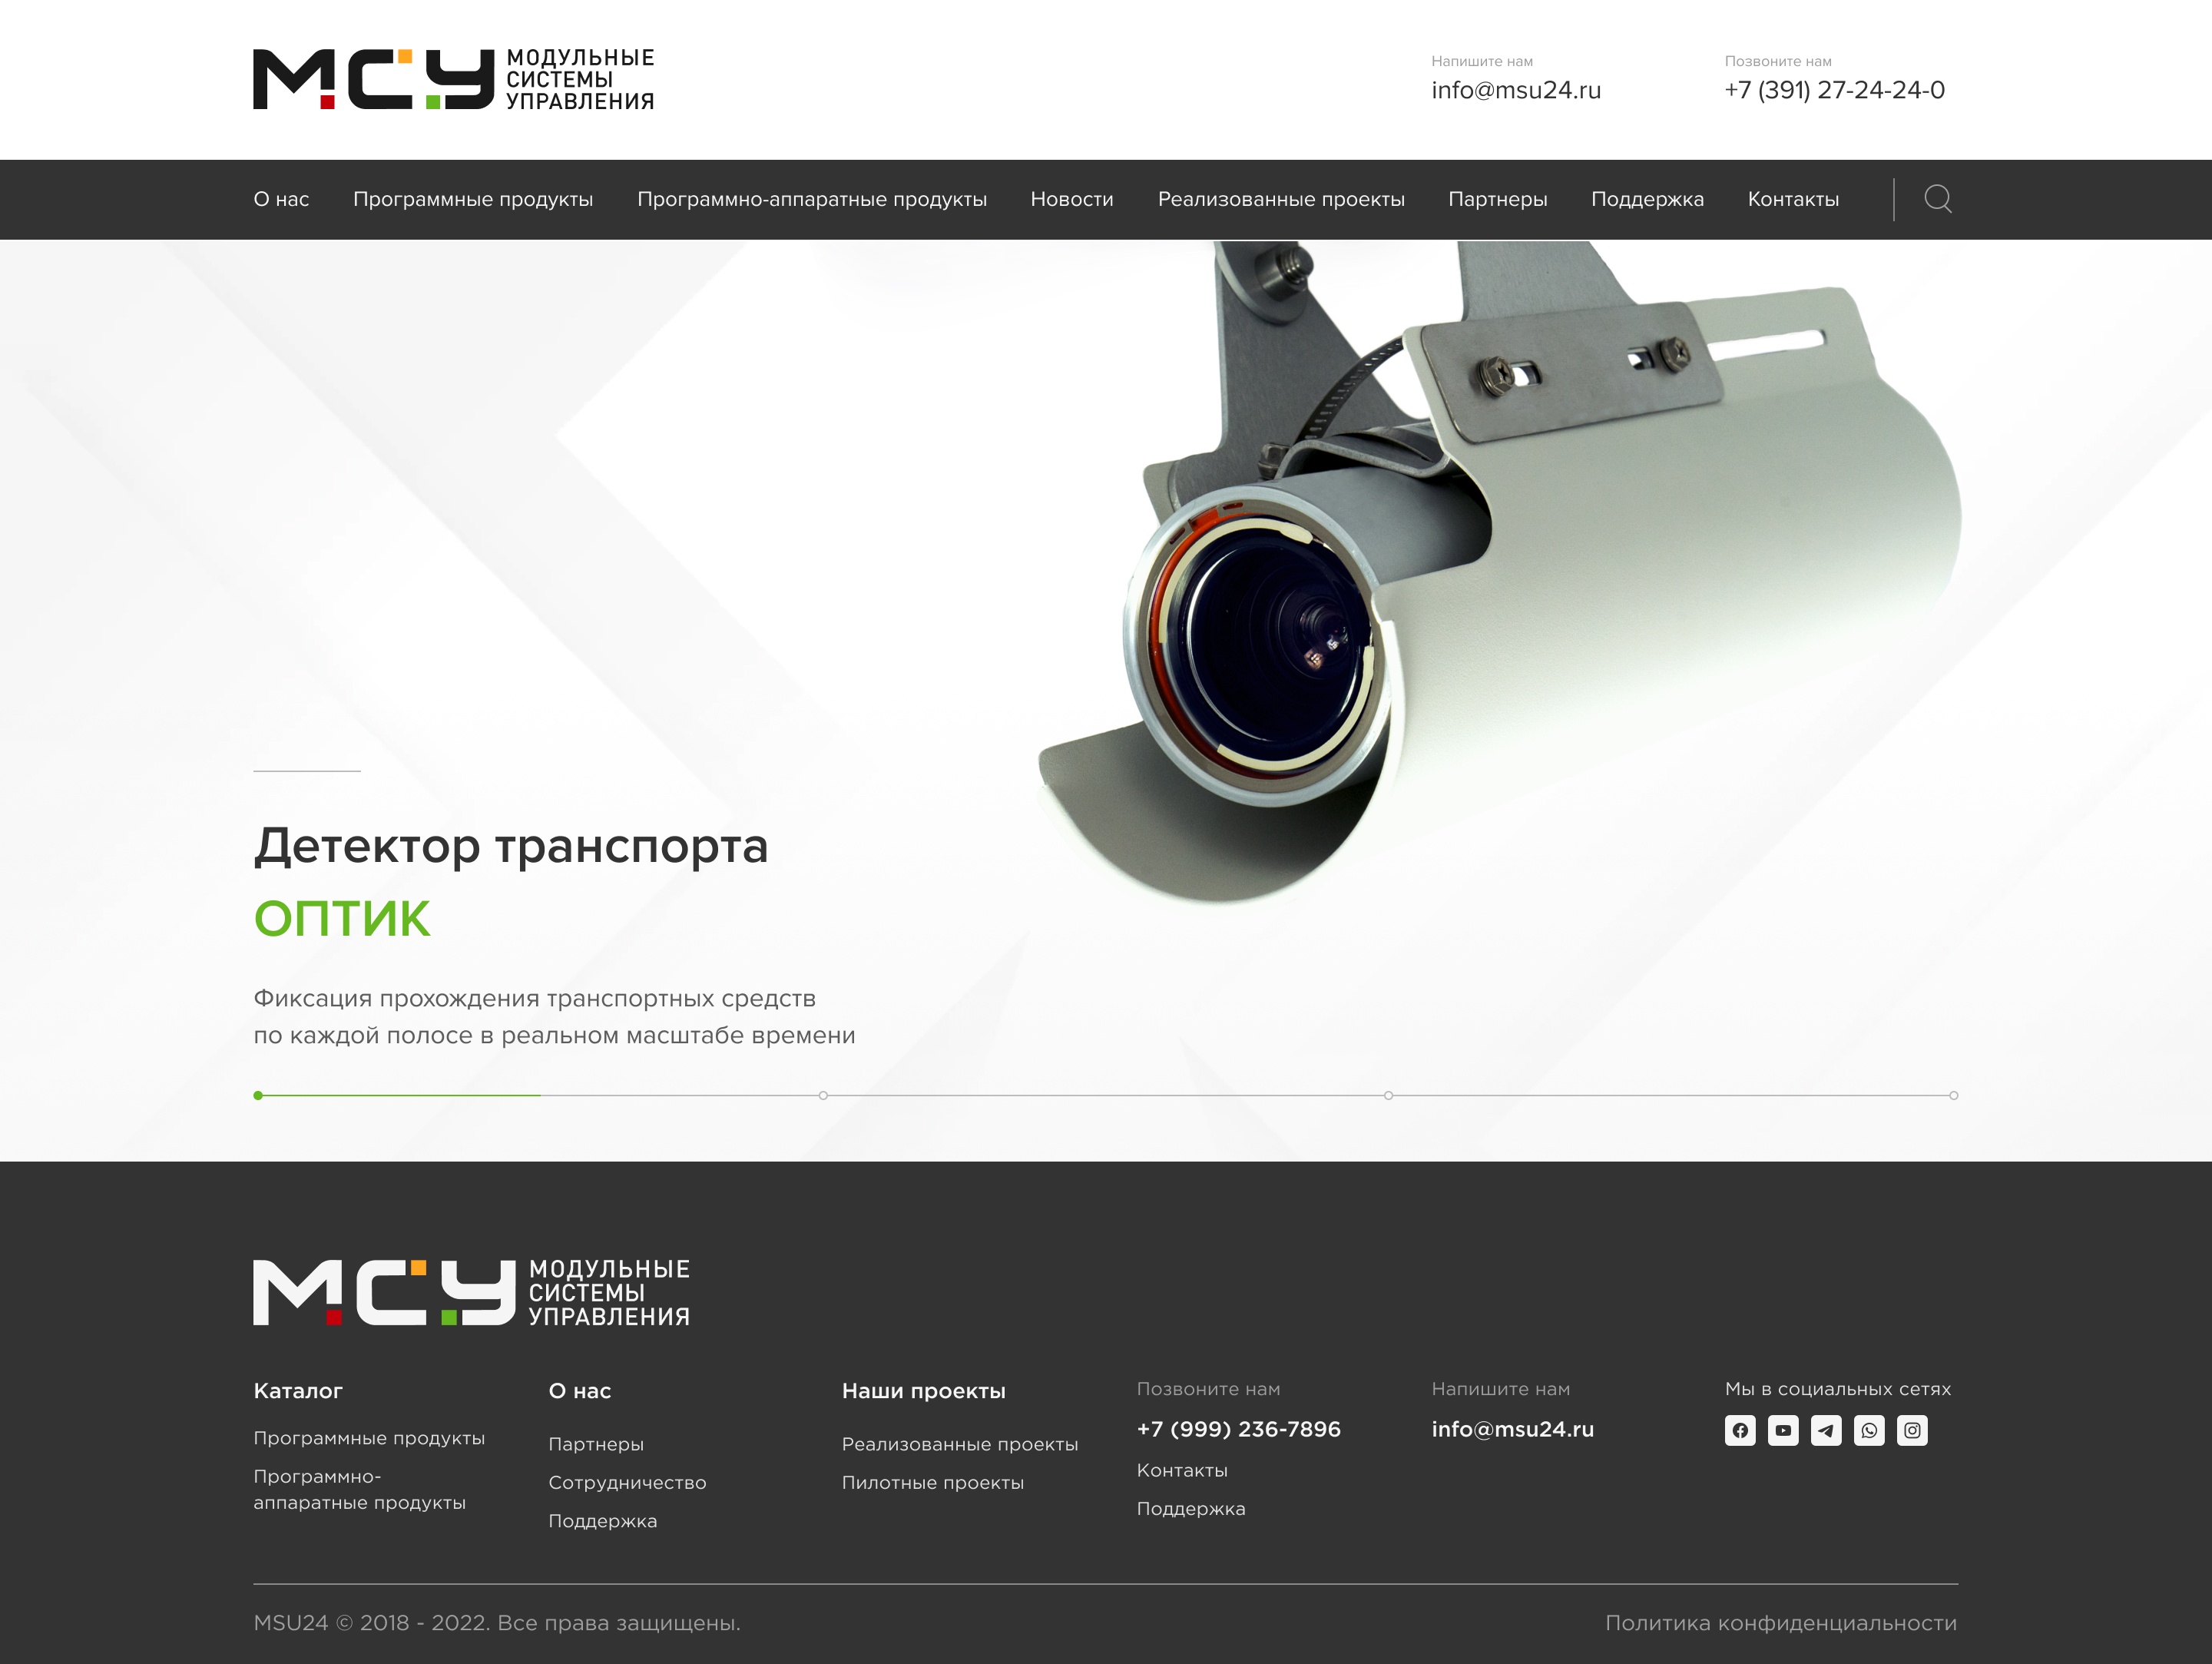 МСУ МОДУЛЬНЫЕ
СИСТЕМЫ
УПРАВЛЕНИЯ
Напишите нам
info@msu24.ru
Позвоните нам
+7 (391) 27-24-24-0
О нас Программные продукты Программно-аппаратные продукты Новости Реализованные проекты Партнеры Поддержка Контакты
Детектор транспорта
ОПТИК
Фиксация прохождения транспортных средств
по каждой полосе в реальном масштабе времени
МСУ МОДУЛЬНЫЕ
СИСТЕМЫ
УПРАВЛЕНИЯ
Каталог
Программные продукты
Программно-
аппаратные продукты
О нас
Партнеры
Сотрудничество
Поддержка
Наши проекты
Реализованные проекты
Пилотные проекты
Позвоните нам
+7 (999) 236-7896
Контакты
Поддержка
Напишите нам
info@msu24.ru
Мы в социальных сетях
MSU24 © 2018 - 2022. Все права защищены.
Политика конфиденциальности